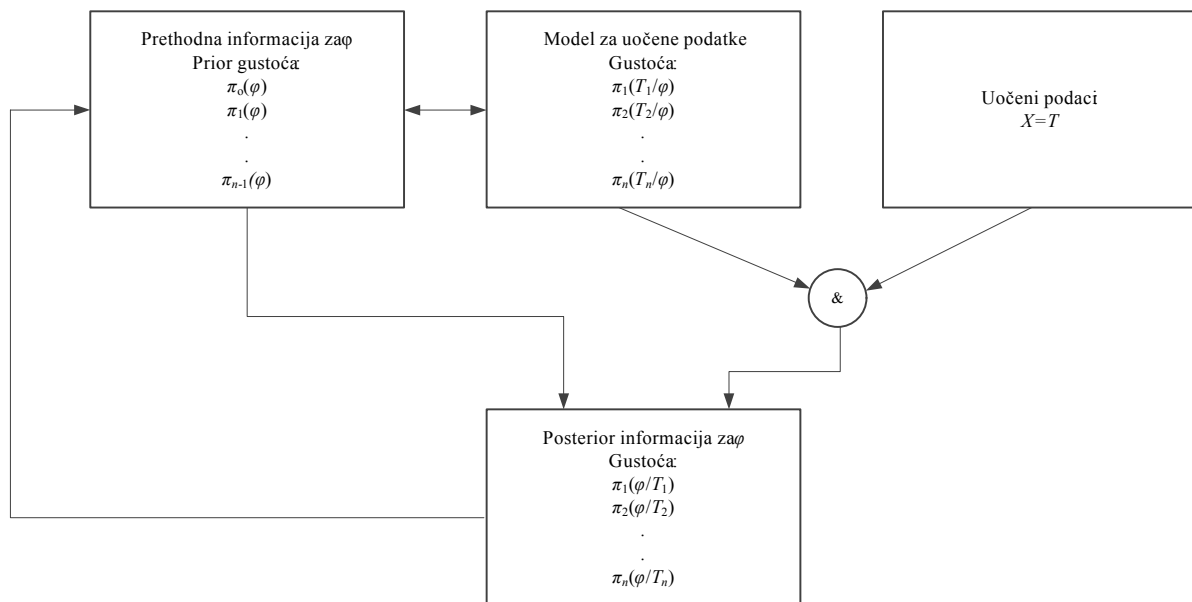 Prethodna informacija zaφ
Prior gustoća:
π₀(φ)
π₁(φ)
.
.
πₙ₋₁(φ)
Model za uočene podatke
Gustoća:
π₁(T₁/φ)
π₂(T₂/φ)
.
.
πₙ(Tₙ/φ)
Uočeni podaci:
X=T
&
Posterior informacija zaφ
Gustoća:
π₁(φ/T₁)
π₂(φ/T₂)
.
.
πₙ(φ/Tₙ)